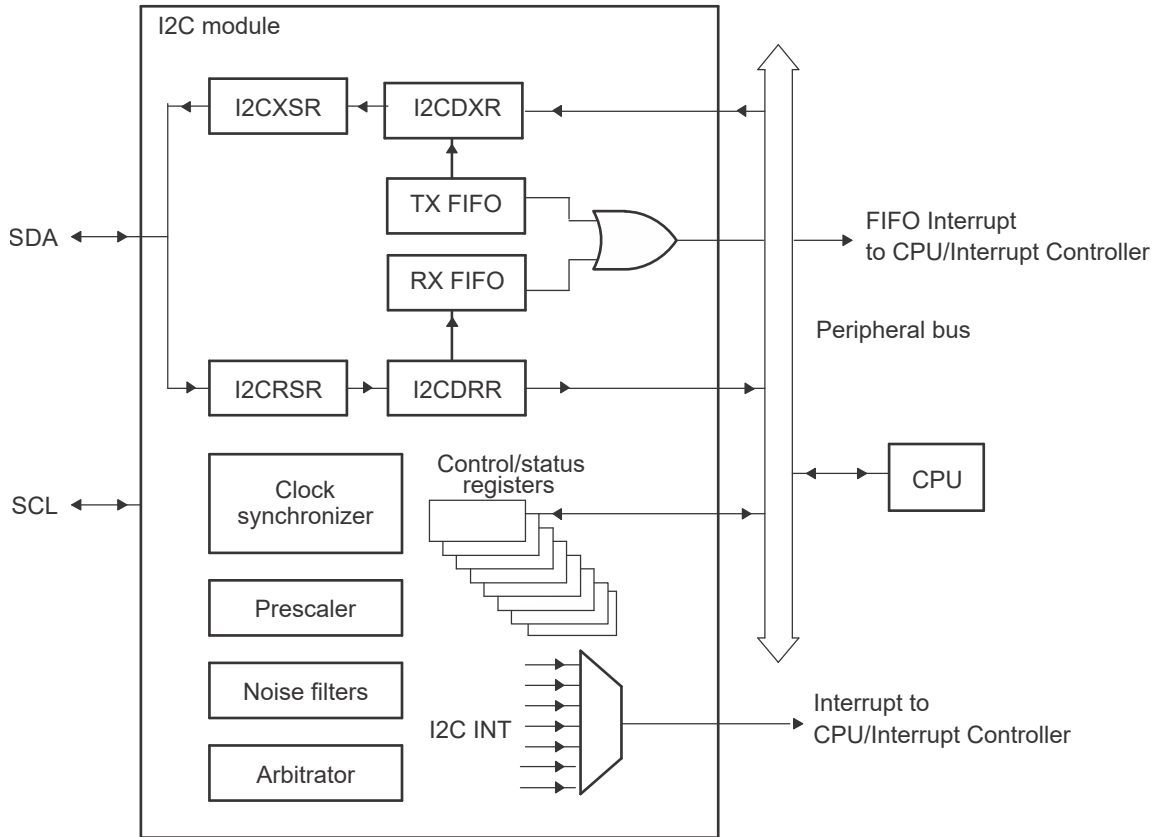 I2C module
I2CXSR
I2CDXR
TX FIFO
SDA
FIFO Interrupt
to CPU/Interrupt Controller
RX FIFO
Peripheral bus
I2CRSR
I2CDRR
Control/status
registers
CPU
SCL
Clock
synchronizer
Prescaler
Noise filters
I2C INT
Interrupt to
CPU/Interrupt Controller
Arbitrator